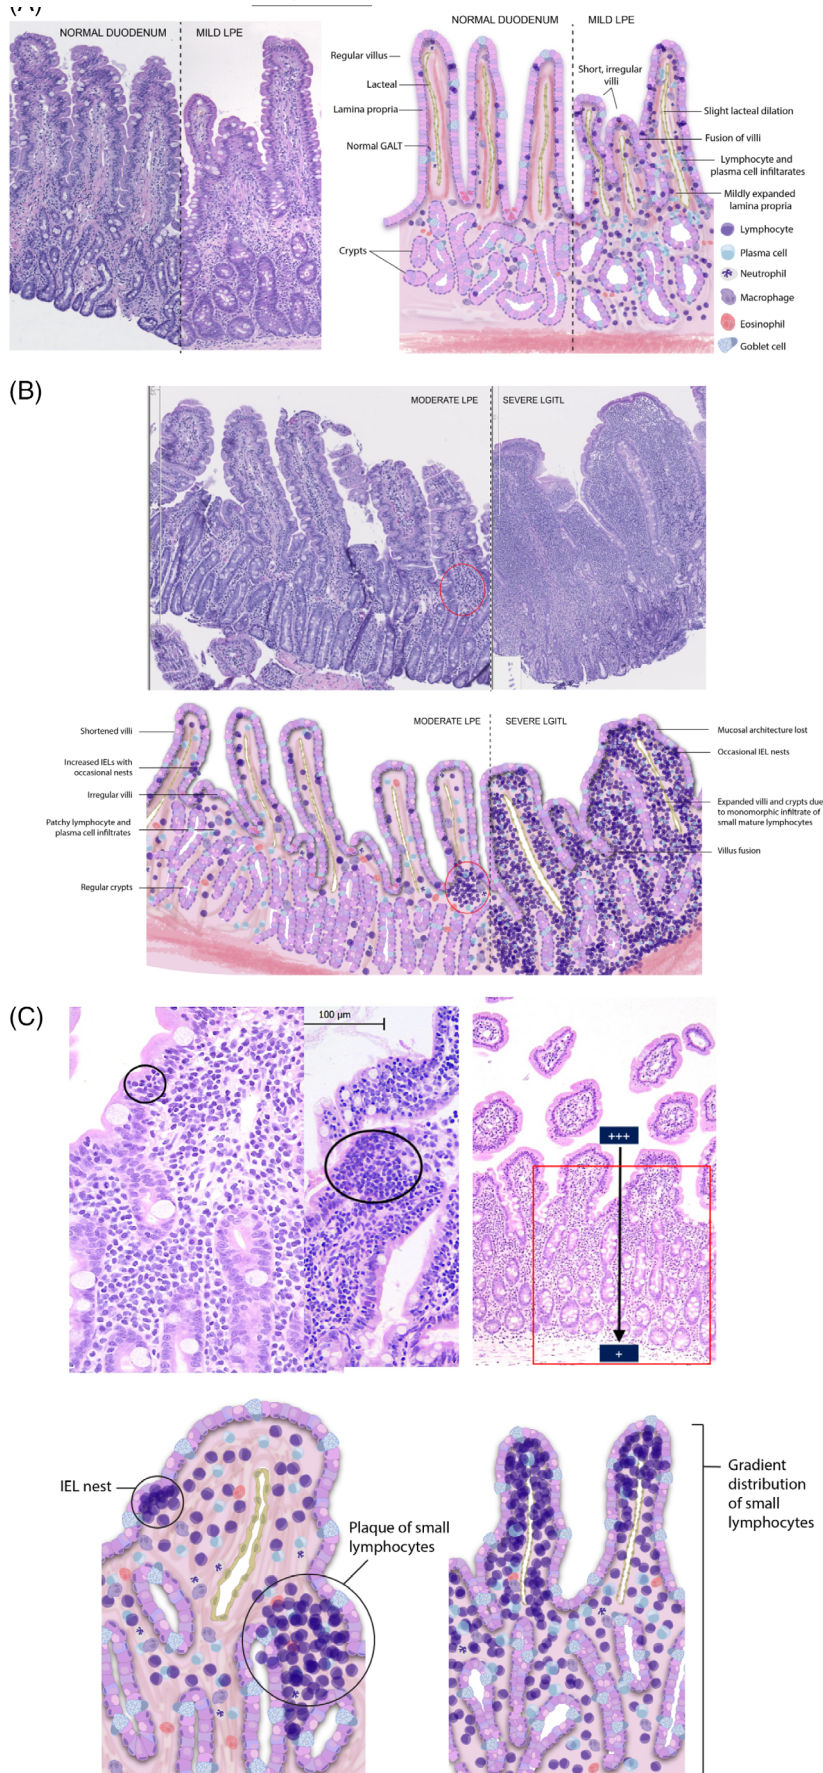 (A)
NORMAL DUODENUM
MILD LPE
NORMAL DUODENUM
MILD LPE
Regular villus
Lacteal
Lamina propria
Normal GALT
Crypts
Short, irregular
villi
Slight lacteal dilation
Fusion of villi
Lymphocyte and
plasma cell infiltarates
Mildly expanded
lamina propria
Lymphocyte
Plasma cell
Neutrophil
Macrophage
Eosinophil
Goblet cell
(B)
MODERATE LPE
SEVERE LGITL
MODERATE LPE
SEVERE LGITL
Shortened villi
Increased IELs with
occasional nests
Irregular villi
Patchy lymphocyte and
plasma cell infiltrates
Regular crypts
Mucosal architecture lost
Occasional IEL nests
Expanded villi and crypts due
to monomorphic infiltrate of
small mature lymphocytes
Villus fusion
(C)
100 µm
+++
+
IEL nest
Plaque of small
lymphocytes
Gradient
distribution
of small
lymphocytes